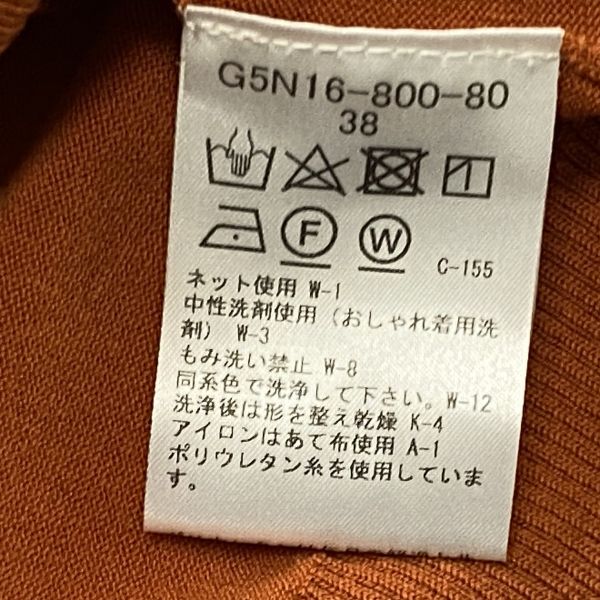 G5N16-800-80
38
F
W
C-155
ネット使用 W-1
中性洗剤使用（おしゃれ着用洗
剤）W-3
もみ洗い禁止 W-8
同系色で洗浄して下さい。W-12
洗浄後は形を整え乾燥 K-4
アイロンはあて布使用 A-1
ポリウレタン糸を使用していま
す。